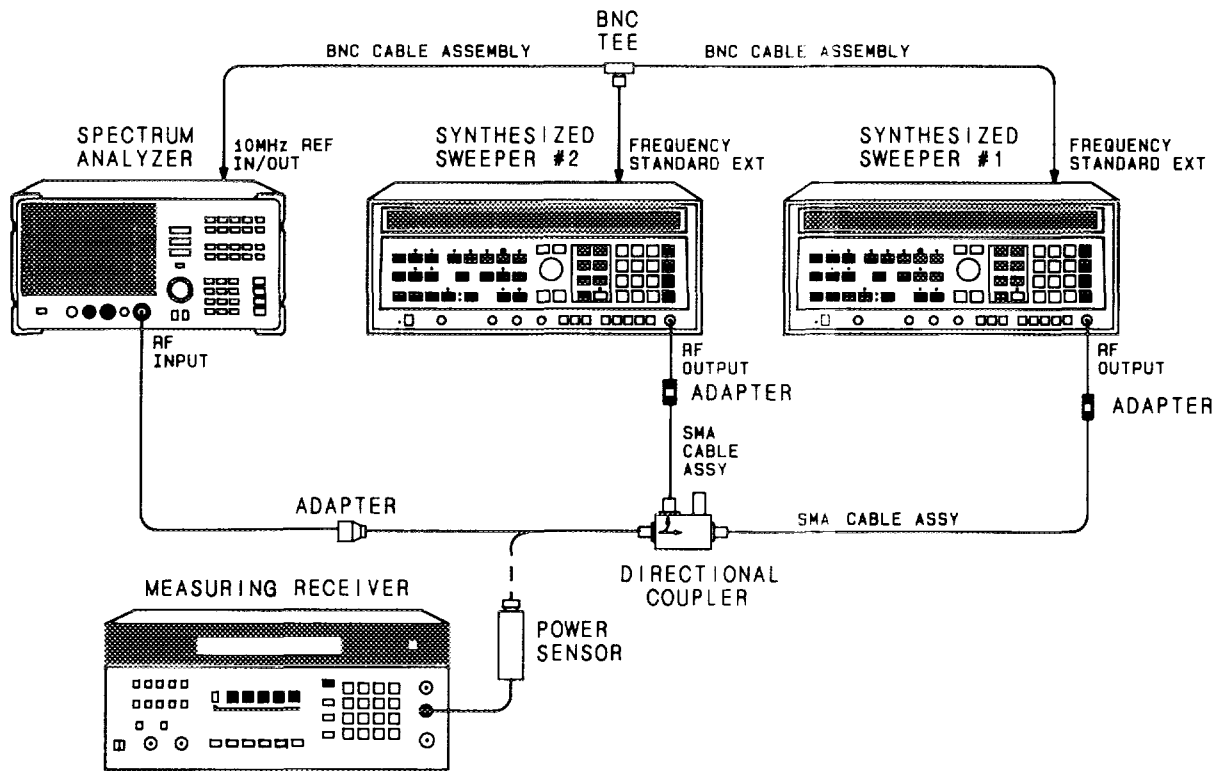 BNC
TEE
BNC CABLE ASSEMBLY
BNC CABLE ASSEMBLY
SPECTRUM
ANALYZER
10MHz REF
IN/OUT
SYNTHESIZED
SWEEPER #2
FREQUENCY
STANDARD EXT
SYNTHESIZED
SWEEPER #1
FREQUENCY
STANDARD EXT
RF
INPUT
RF
OUTPUT
ADAPTER
RF
OUTPUT
ADAPTER
SMA
CABLE
ASSY
ADAPTER
SMA CABLE ASSY
DIRECTIONAL
COUPLER
MEASURING RECEIVER
POWER
SENSOR